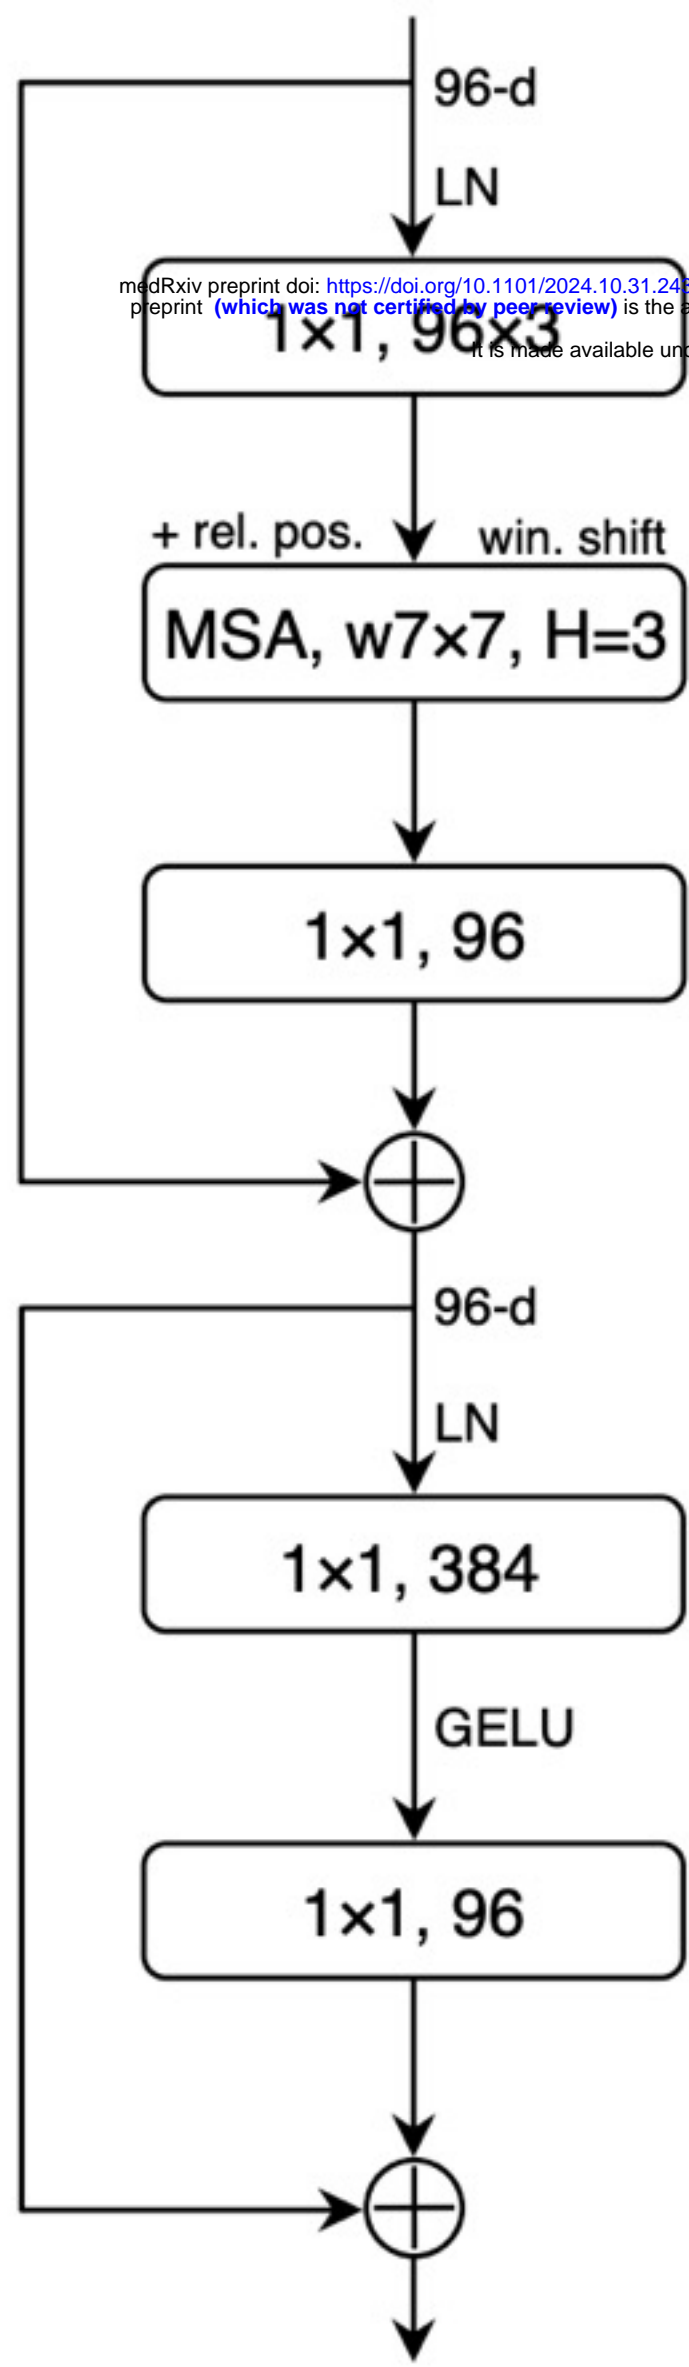 96-d
LN
medRxiv preprint doi: https://doi.org/10.1101/2024.10.31.243
preprint (which was not certified by peer review) is the a
1×1, 96×3
It is made available und
+ rel. pos. win. shift
MSA, w7×7, H=3
1×1, 96
96-d
LN
1×1, 384
GELU
1×1, 96